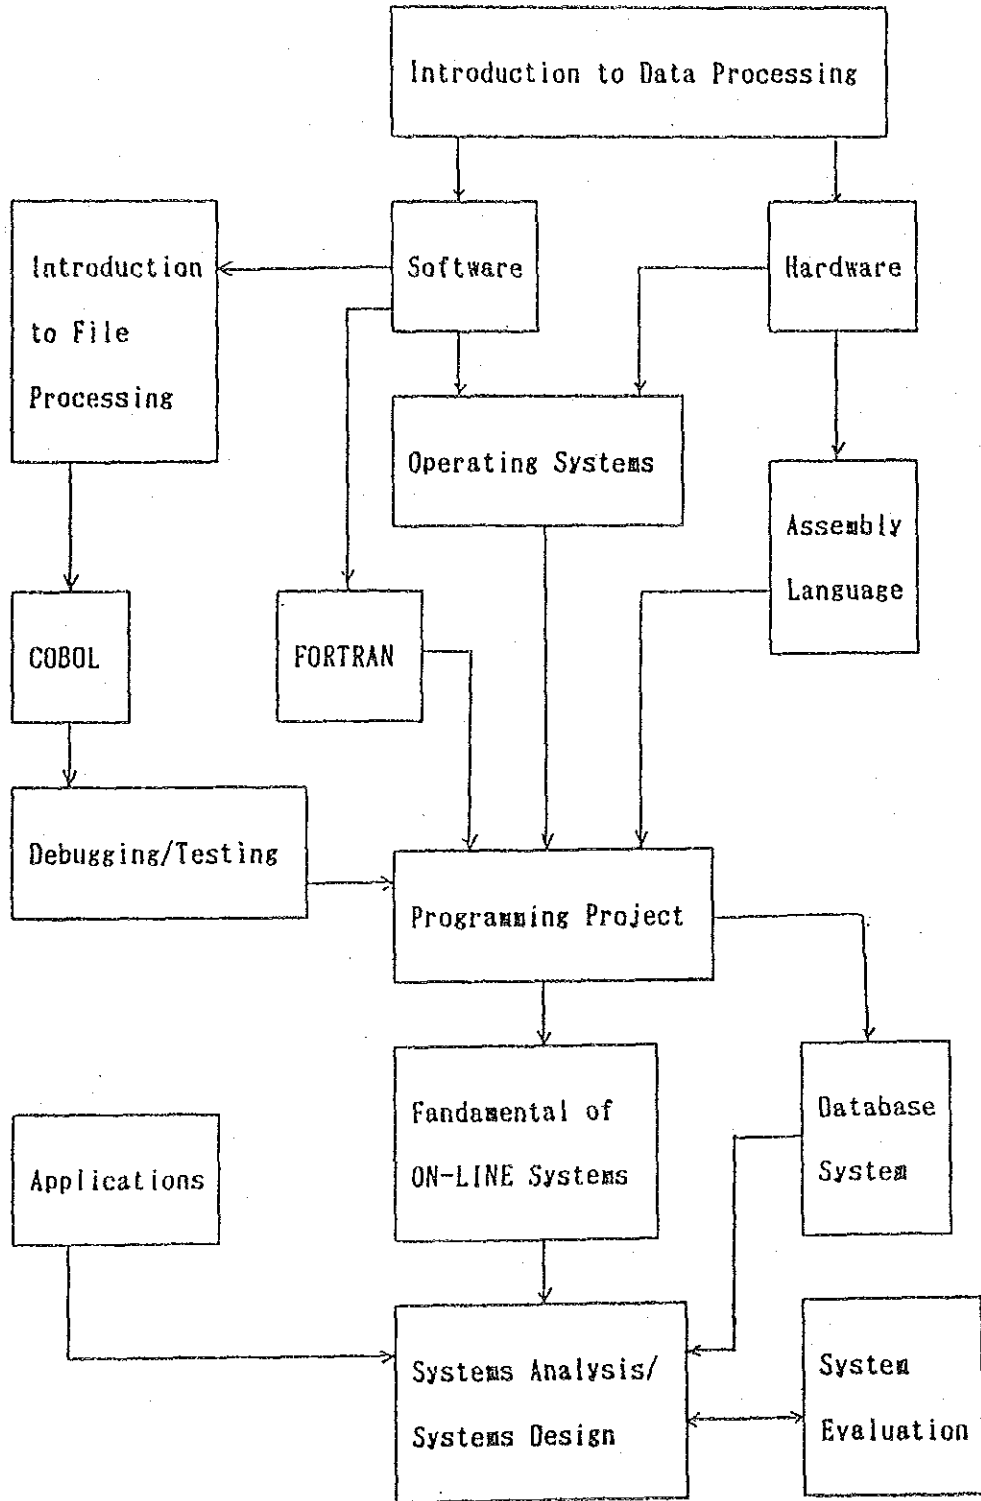 Introduction to Data Processing
Introduction
to File
Processing
Software
Hardware
Operating Systems
Assembly
Language
COBOL
FORTRAN
Debugging/Testing
Programming Project
Fandamental of
ON-LINE Systems
Database
System
Applications
Systems Analysis/
Systems Design
System
Evaluation